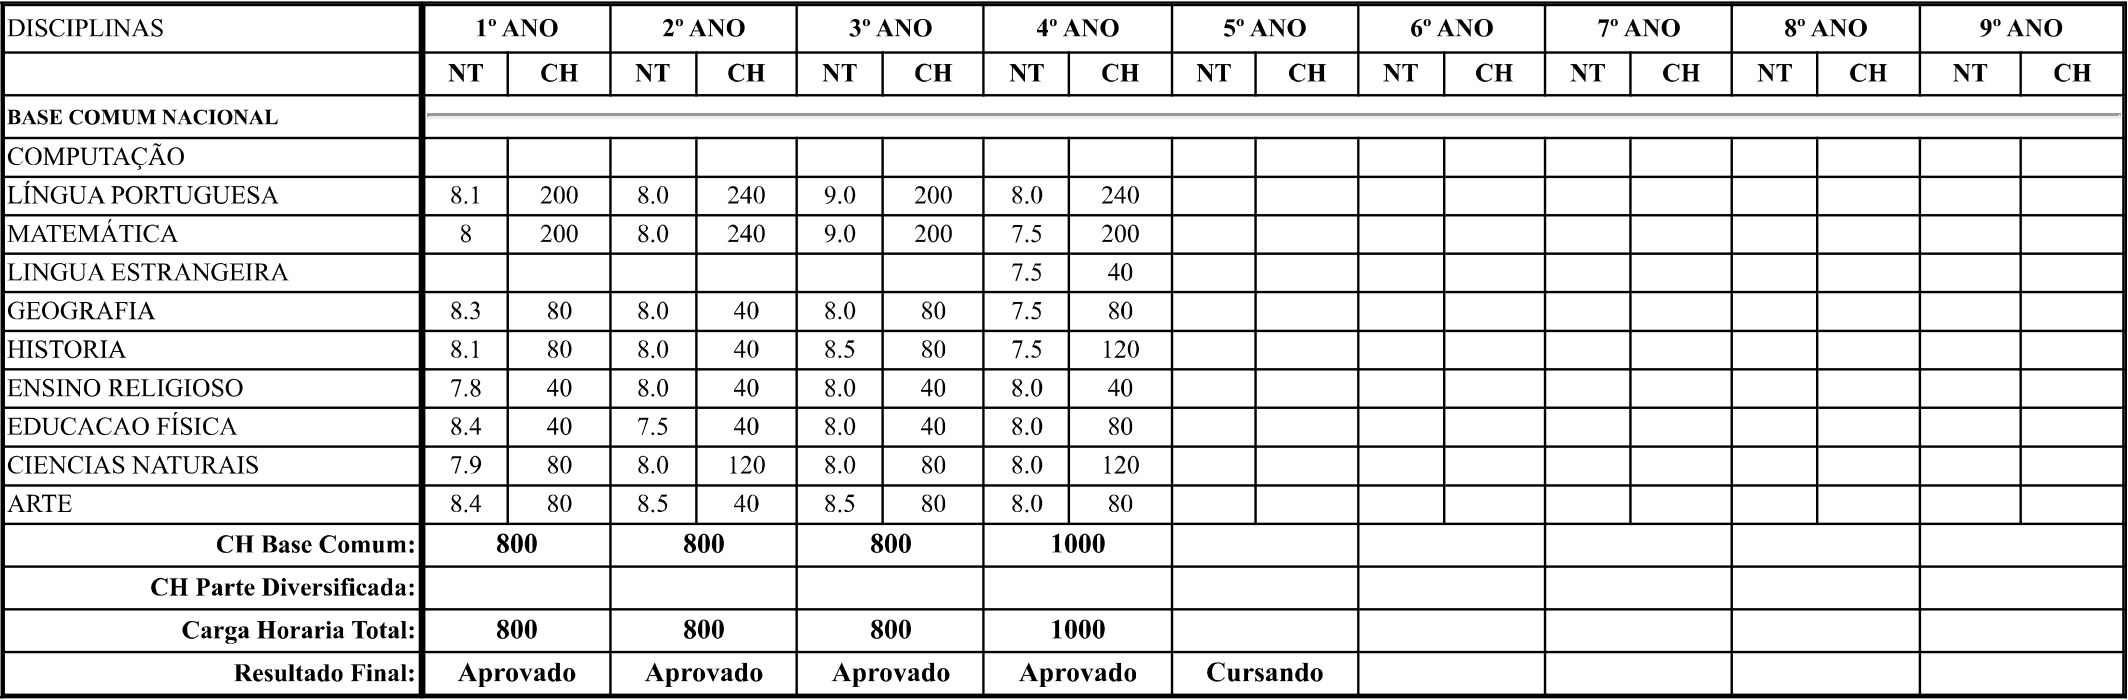 DISCIPLINAS 1º ANO 2º ANO 3º ANO 4º ANO 5º ANO 6º ANO 7º ANO 8º ANO 9º ANO
NT CH NT CH NT CH NT CH NT CH NT CH NT CH NT CH NT CH
BASE COMUM NACIONAL
COMPUTAÇÃO
LÍNGUA PORTUGUESA 8.1 200 8.0 240 9.0 200 8.0 240
MATEMÁTICA 8 200 8.0 240 9.0 200 7.5 200
LINGUA ESTRANGEIRA 7.5 40
GEOGRAFIA 8.3 80 8.0 40 8.0 80 7.5 80
HISTORIA 8.1 80 8.0 40 8.5 80 7.5 120
ENSINO RELIGIOSO 7.8 40 8.0 40 8.0 40 8.0 40
EDUCACAO FÍSICA 8.4 40 7.5 40 8.0 40 8.0 80
CIENCIAS NATURAIS 7.9 80 8.0 120 8.0 80 8.0 120
ARTE 8.4 80 8.5 40 8.5 80 8.0 80
CH Base Comum: 800 800 800 1000
CH Parte Diversificada:
Carga Horaria Total: 800 800 800 1000
Resultado Final: Aprovado Aprovado Aprovado Aprovado Cursando